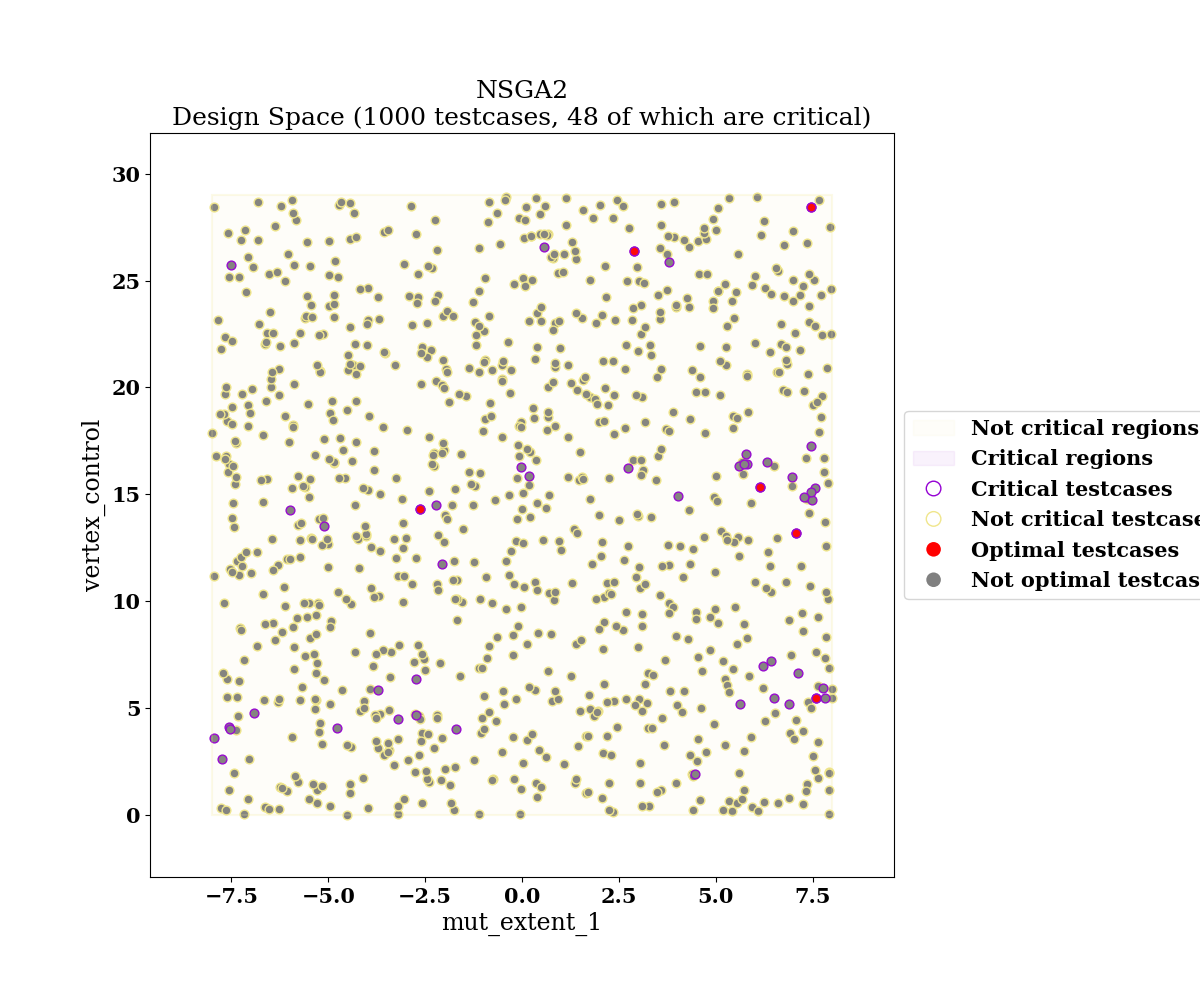 NSGA2
Design Space (1000 testcases, 48 of which are critical)
30
25
20
15
10
5
0
vertex_control
−7.5 −5.0 −2.5 0.0 2.5 5.0 7.5
mut_extent_1
Not critical regions
Critical regions
Critical testcases
Not critical testcase
Optimal testcases
Not optimal testcas